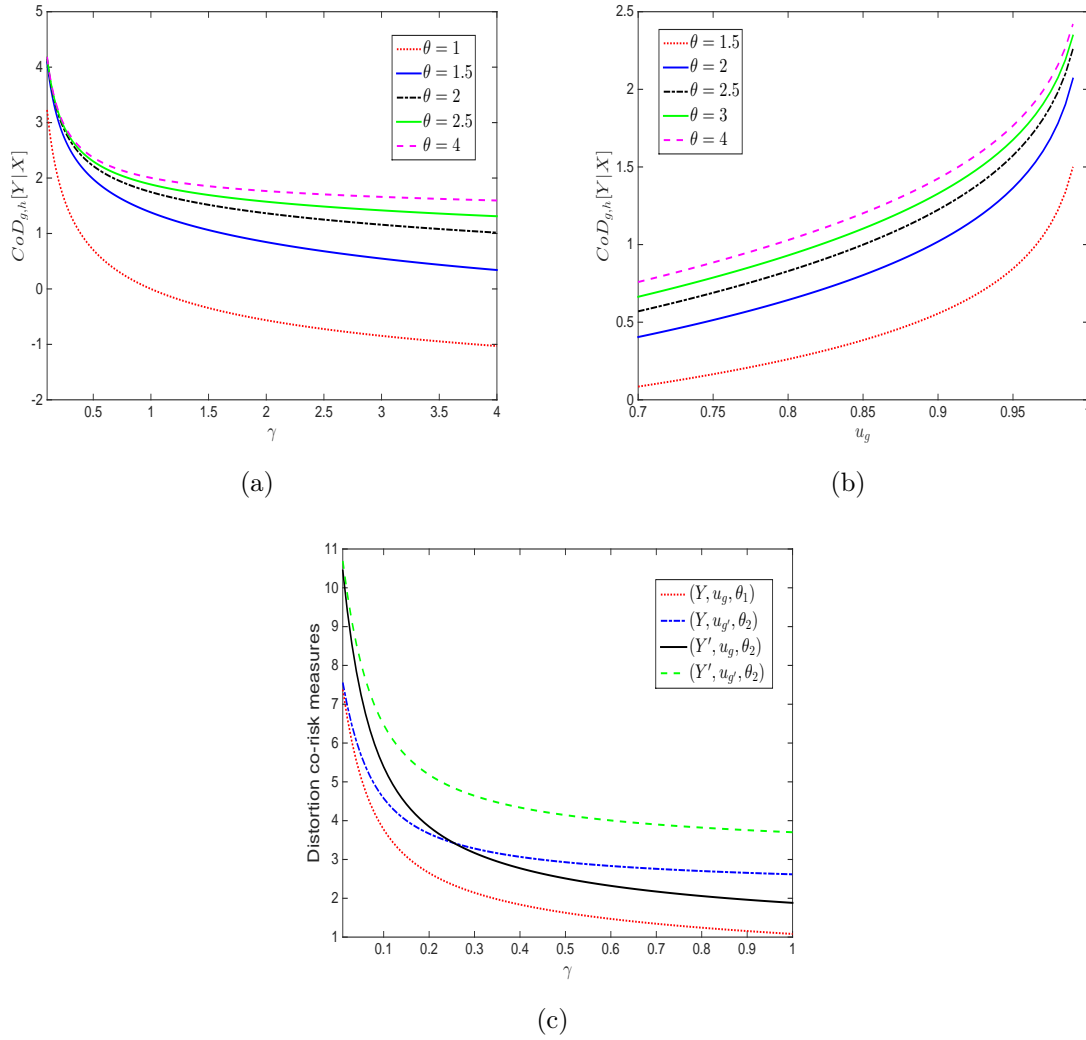 5
4
3
2
1
0
-1
-2
0.5 1 1.5 2 2.5 3 3.5 4
γ
CoD_{g,h}[Y|X]
θ = 1
θ = 1.5
θ = 2
θ = 2.5
θ = 4
(a)
2.5
2
1.5
1
0.5
0
0.7 0.75 0.8 0.85 0.9 0.95 1
u_g
CoD_{g,h}[Y|X]
θ = 1.5
θ = 2
θ = 2.5
θ = 3
θ = 4
(b)
11
10
9
8
7
6
5
4
3
2
1
0.1 0.2 0.3 0.4 0.5 0.6 0.7 0.8 0.9 1
γ
Distortion co-risk measures
(Y, u_g, θ_1)
(Y, u_{g'}, θ_2)
(Y', u_g, θ_2)
(Y', u_{g'}, θ_2)
(c)